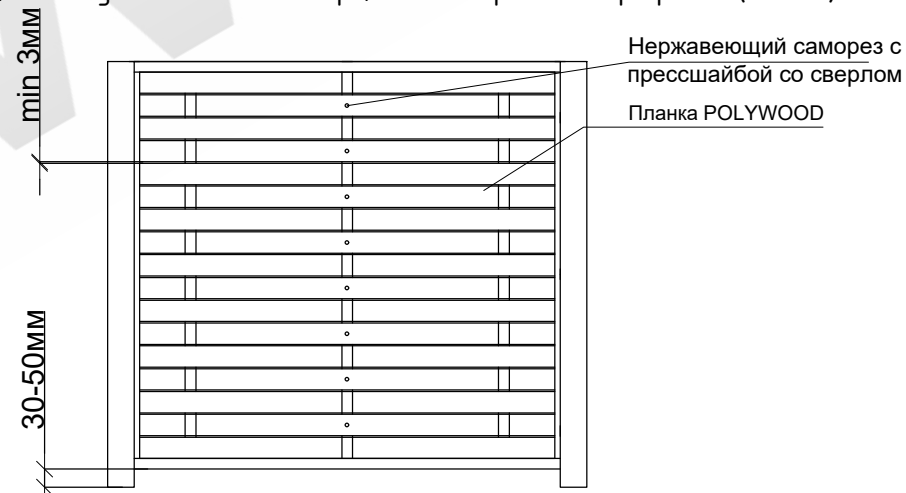 min 3мм
Нержавеющий саморез с
прессшайбой со сверлом
Планка POLYWOOD
30-50мм